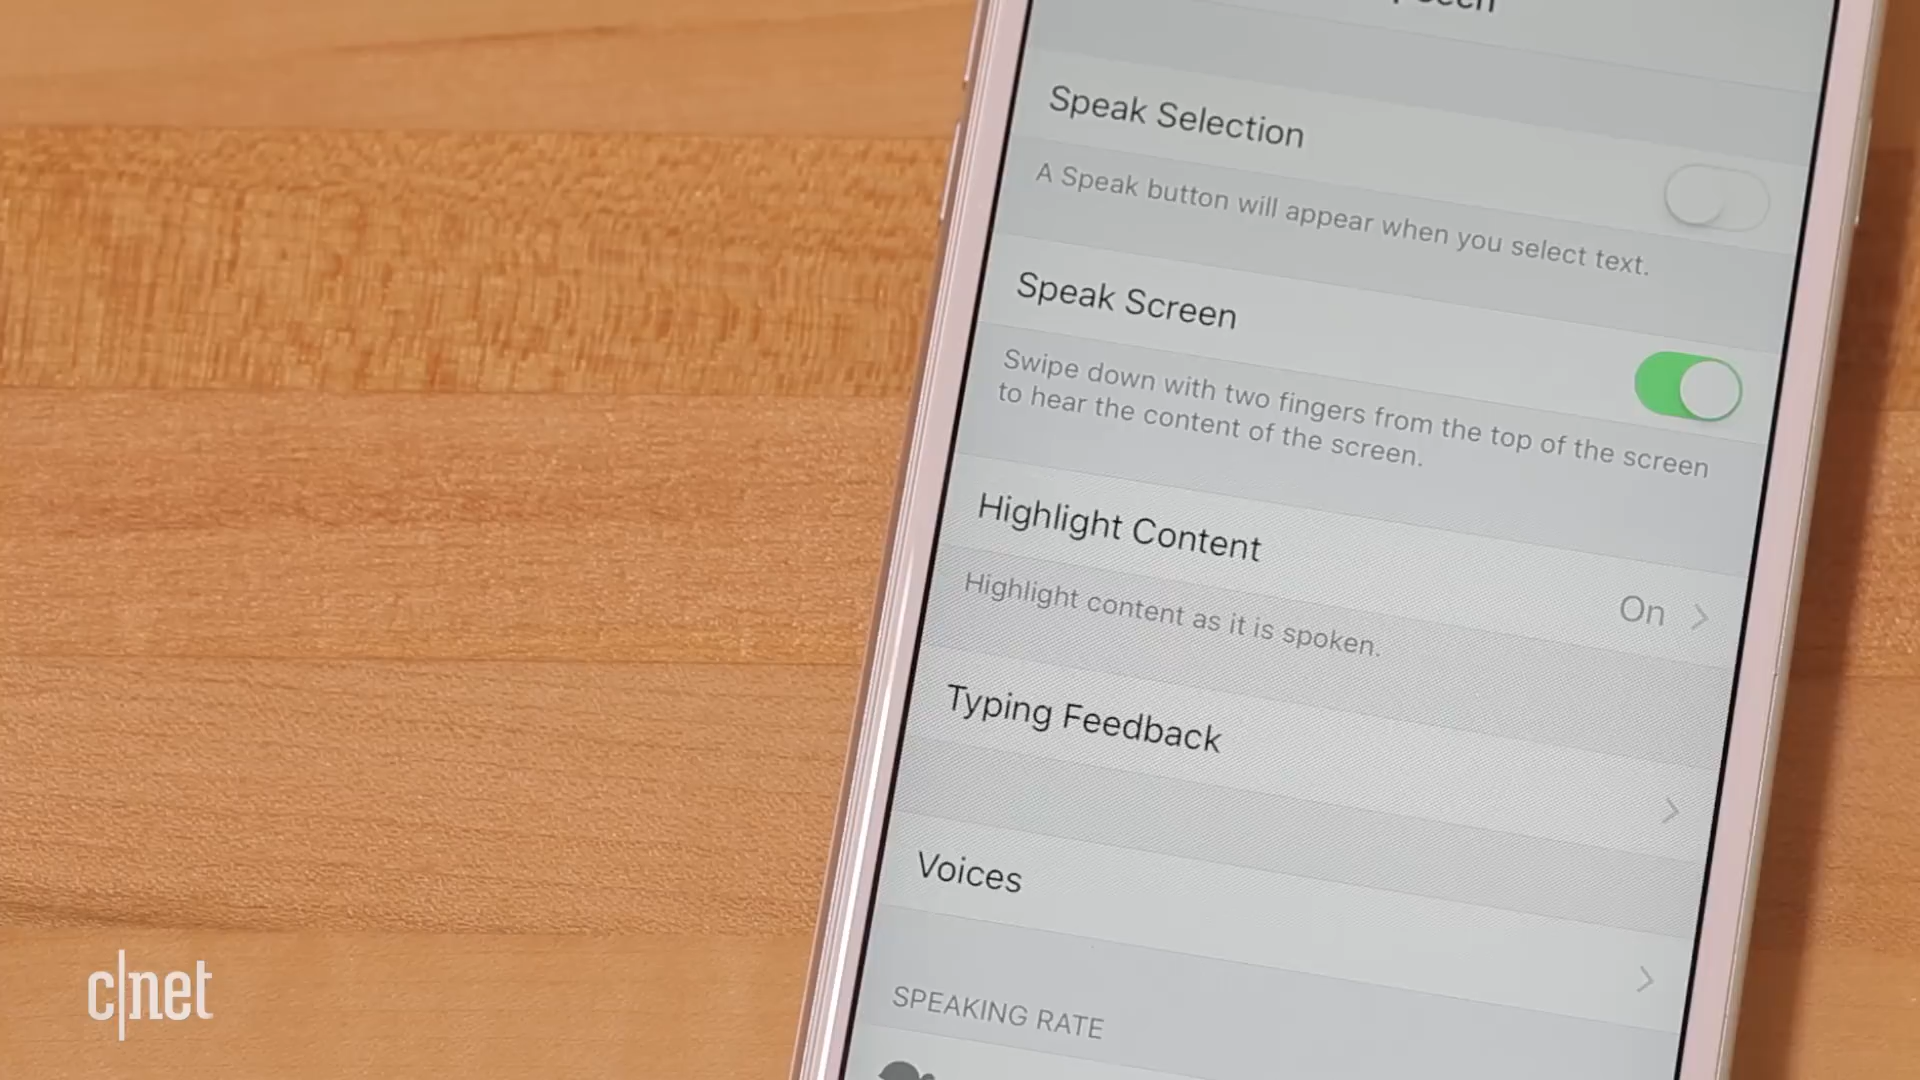 Speak Selection
A Speak button will appear when you select text.
Speak Screen
Swipe down with two fingers from the top of the screen
to hear the content of the screen.
Highlight Content
On
Highlight content as it is spoken.
Typing Feedback
Voices
SPEAKING RATE
c|net